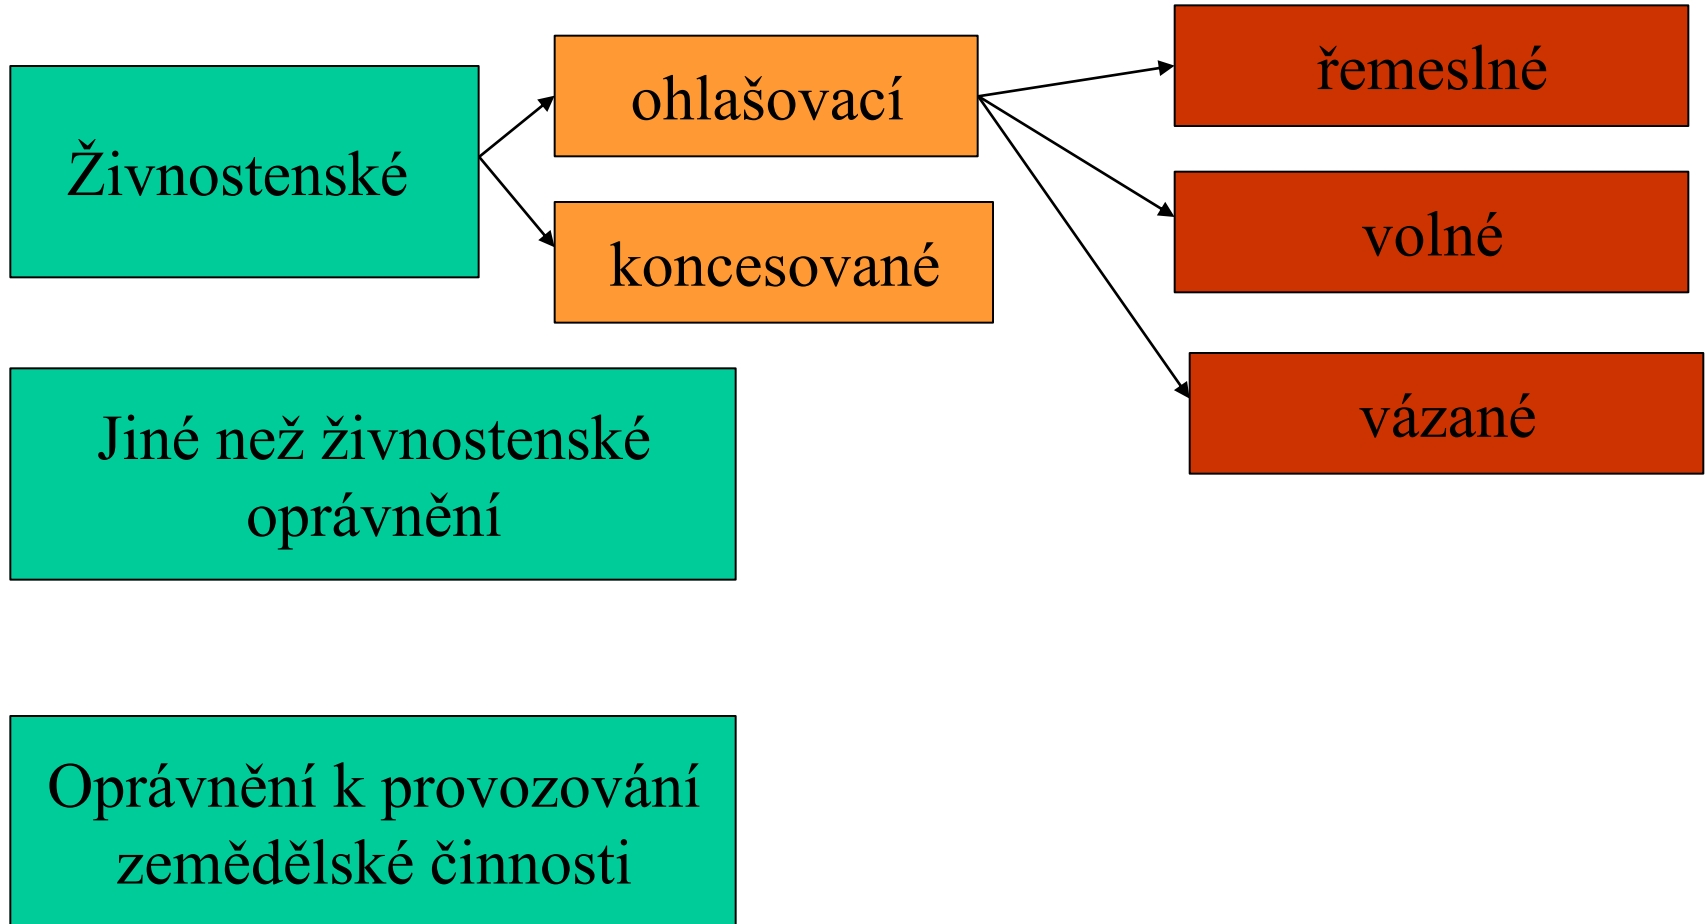 Živnostenské
ohlašovací
koncesované
řemeslné
volné
vázané
Jiné než živnostenské
oprávnění
Oprávnění k provozování
zemědělské činnosti